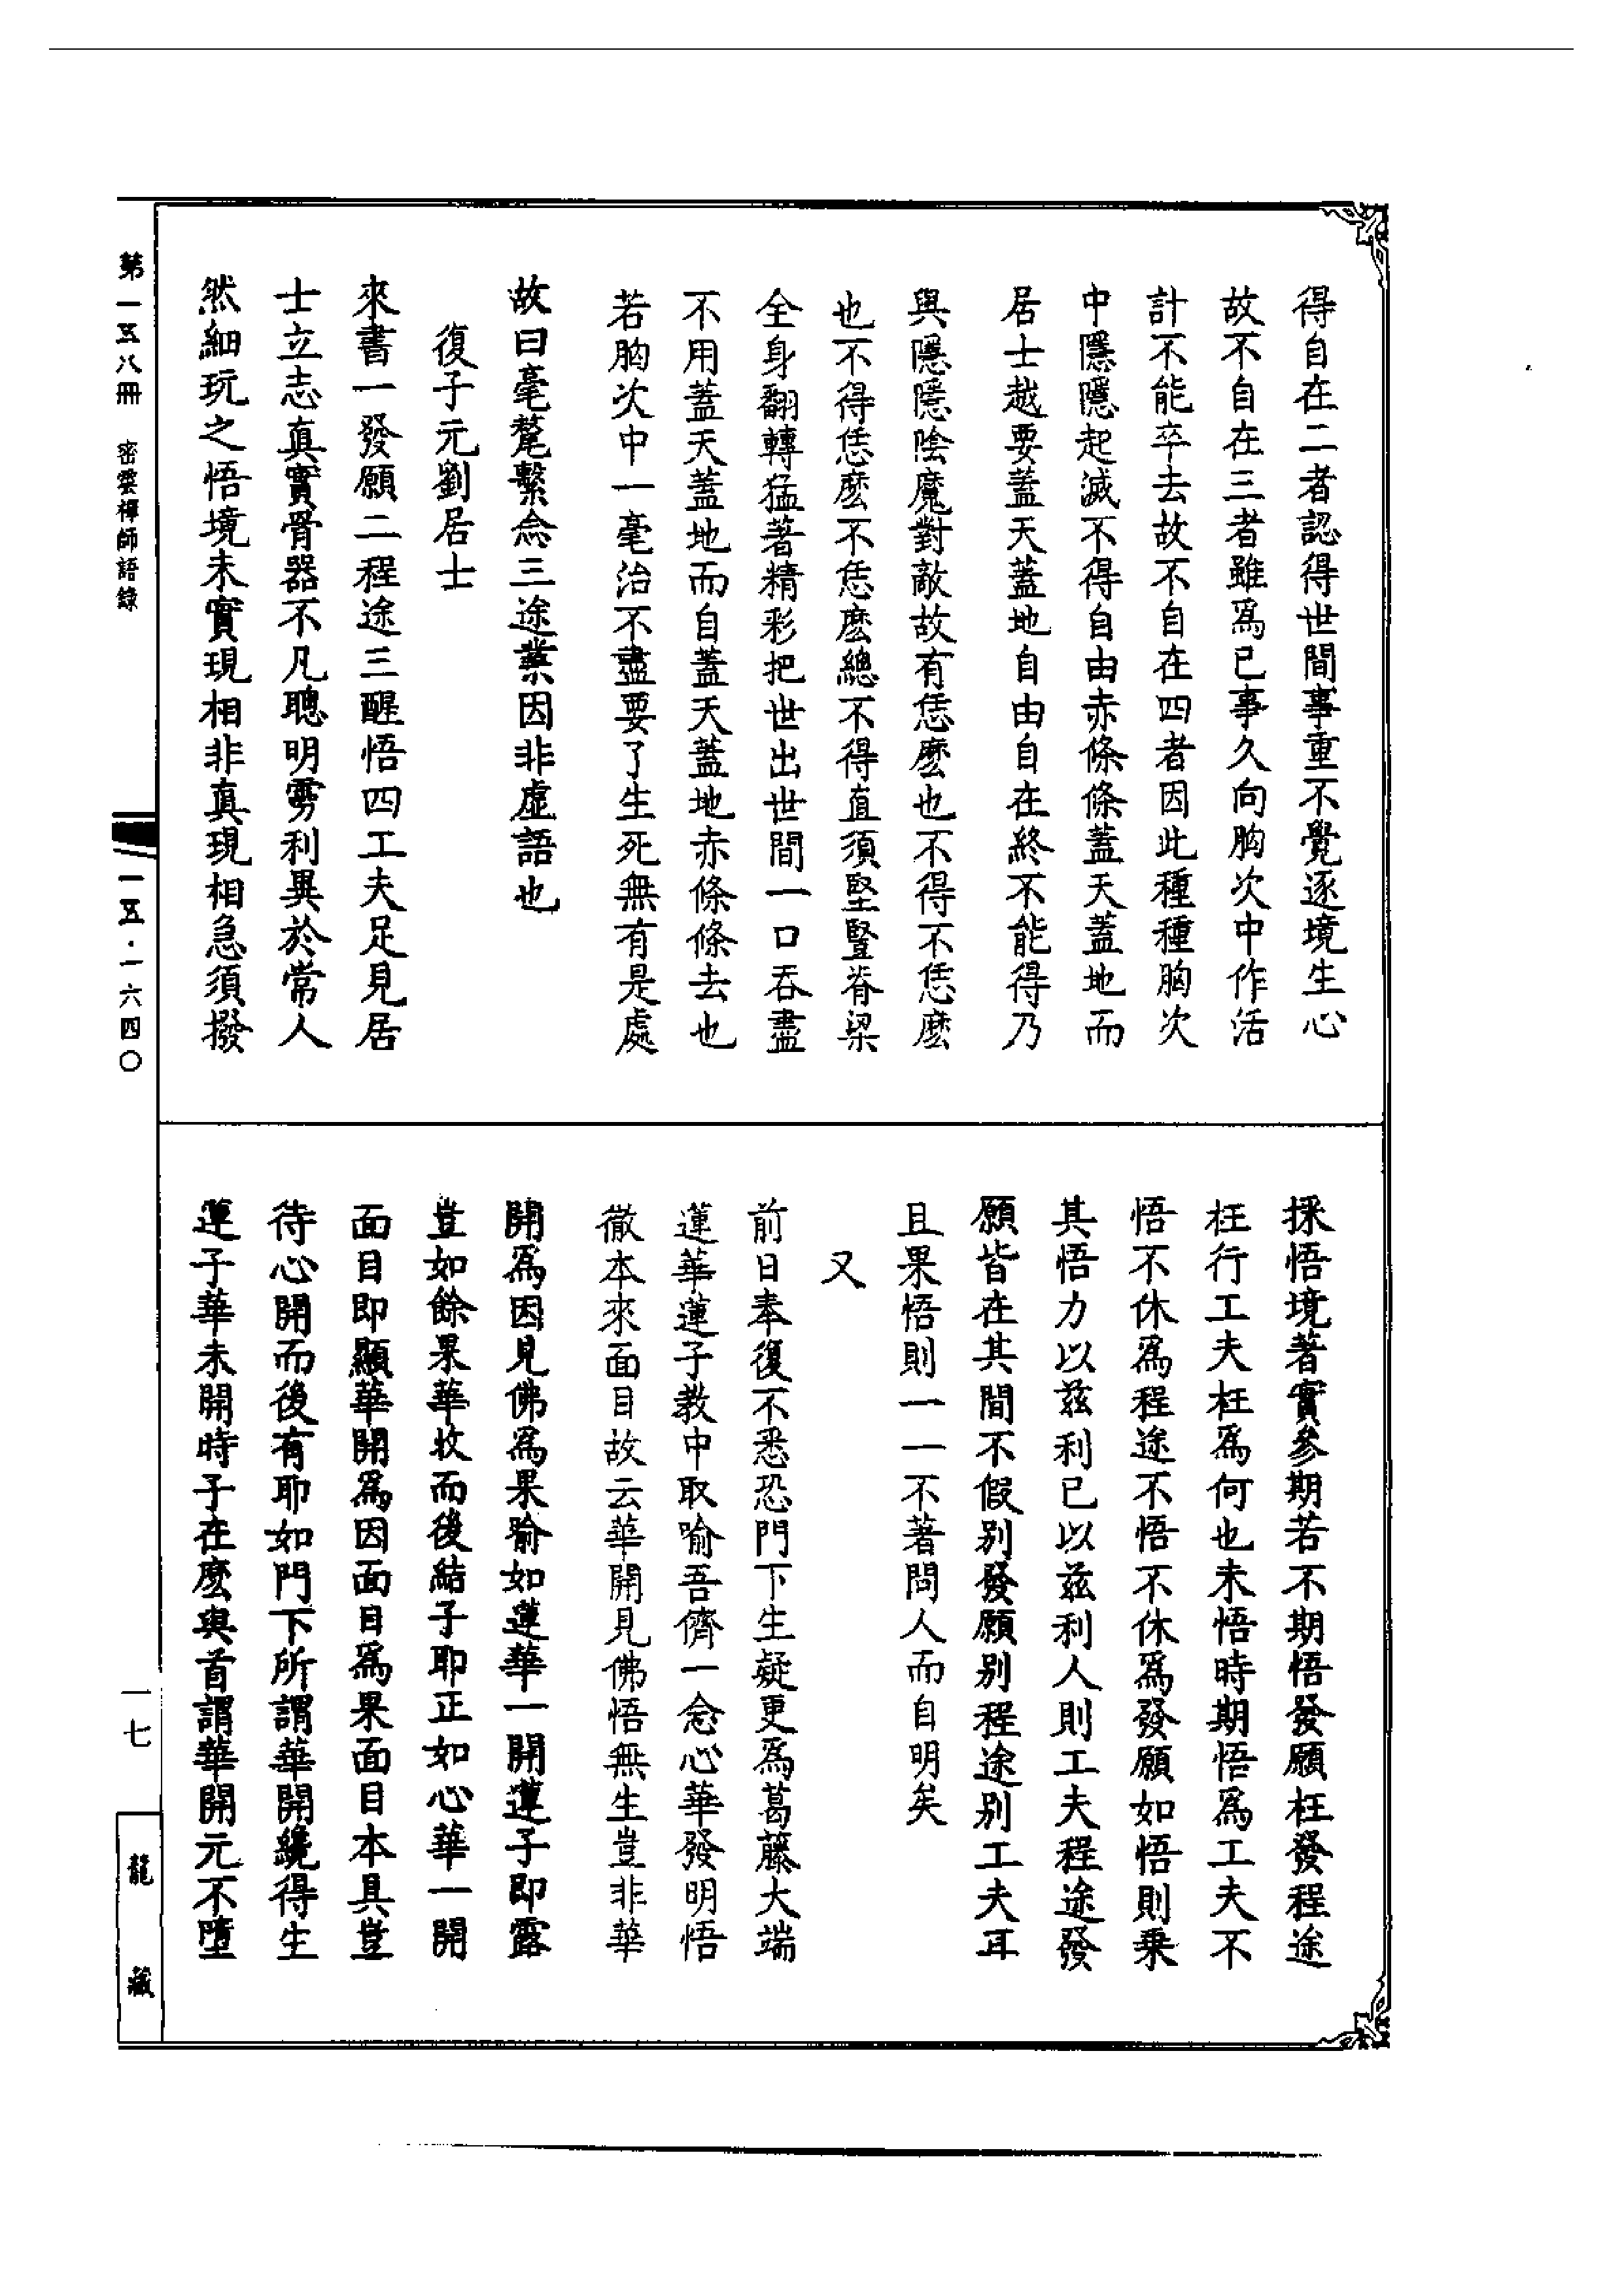 得自在二者認得世間事重不覺逐境生心
故不自在三者雖爲已事久向胸次中作活
計不能卒去故不自在四者因此種種胸次
中隱隱起滅不得自由赤條條蓋天蓋地而
居士越要蓋天蓋地自由自在終不能得乃
與隱隱陰魔對敵故有恁麽也不得不恁麽
也不得恁麽不恁麽總不得直須堅豎脊梁
全身翻轉猛著精彩把世出世間一口吞盡
不用蓋天蓋地而自蓋天蓋地赤條條去也
若胸次中一毫治不盡要了生死無有是處
故曰毫氂繫念三途業因非虛語也
復子元劉居士
來書一發願二程途三醒悟四工夫足見居
士立志真實骨器不凡聰明雱利異於常人
然細玩之悟境未實現相非真現相急須撥
採悟境著實參期若不期悟發願枉發程途
枉行工夫枉爲何也未悟時期悟爲工夫不
悟不休爲程途不悟不休爲發願如悟則乘
其悟力以兹利已以兹利人則工夫程途發
願皆在其間不假别發願别程途别工夫耳
且果悟則一一不著問人而自明矣
又
前日奉復不悉恐門下生疑更爲葛藤大端
蓮華蓮子教中取喻吾儕一念心華發明悟
徹本來面目故云華開見佛悟無生豈非華
開爲因見佛爲果喻如蓮華一開蓮子即露
豈如餘果華收而後結子耶正如心華一開
面目即顯華開爲因面目爲果面目本具豈
待心開而後有耶如門下所謂華開纔得生
蓮子華未開時子在麽與首謂華開元不墮
第一五八冊　密雲禪師語錄
一五·一六四〇
一七
龍藏